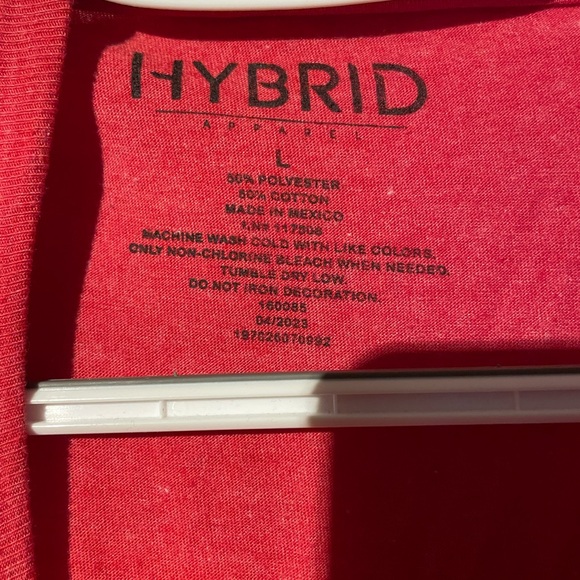 HYBRID
APPAREL
L
50% POLYESTER
50% COTTON
MADE IN MEXICO
MACHINE WASH COLD WITH LIKE COLORS.
ONLY NON-CHLORINE BLEACH WHEN NEEDED.
TUMBLE DRY LOW.
DO NOT IRON DECORATION.
160085
04/2023